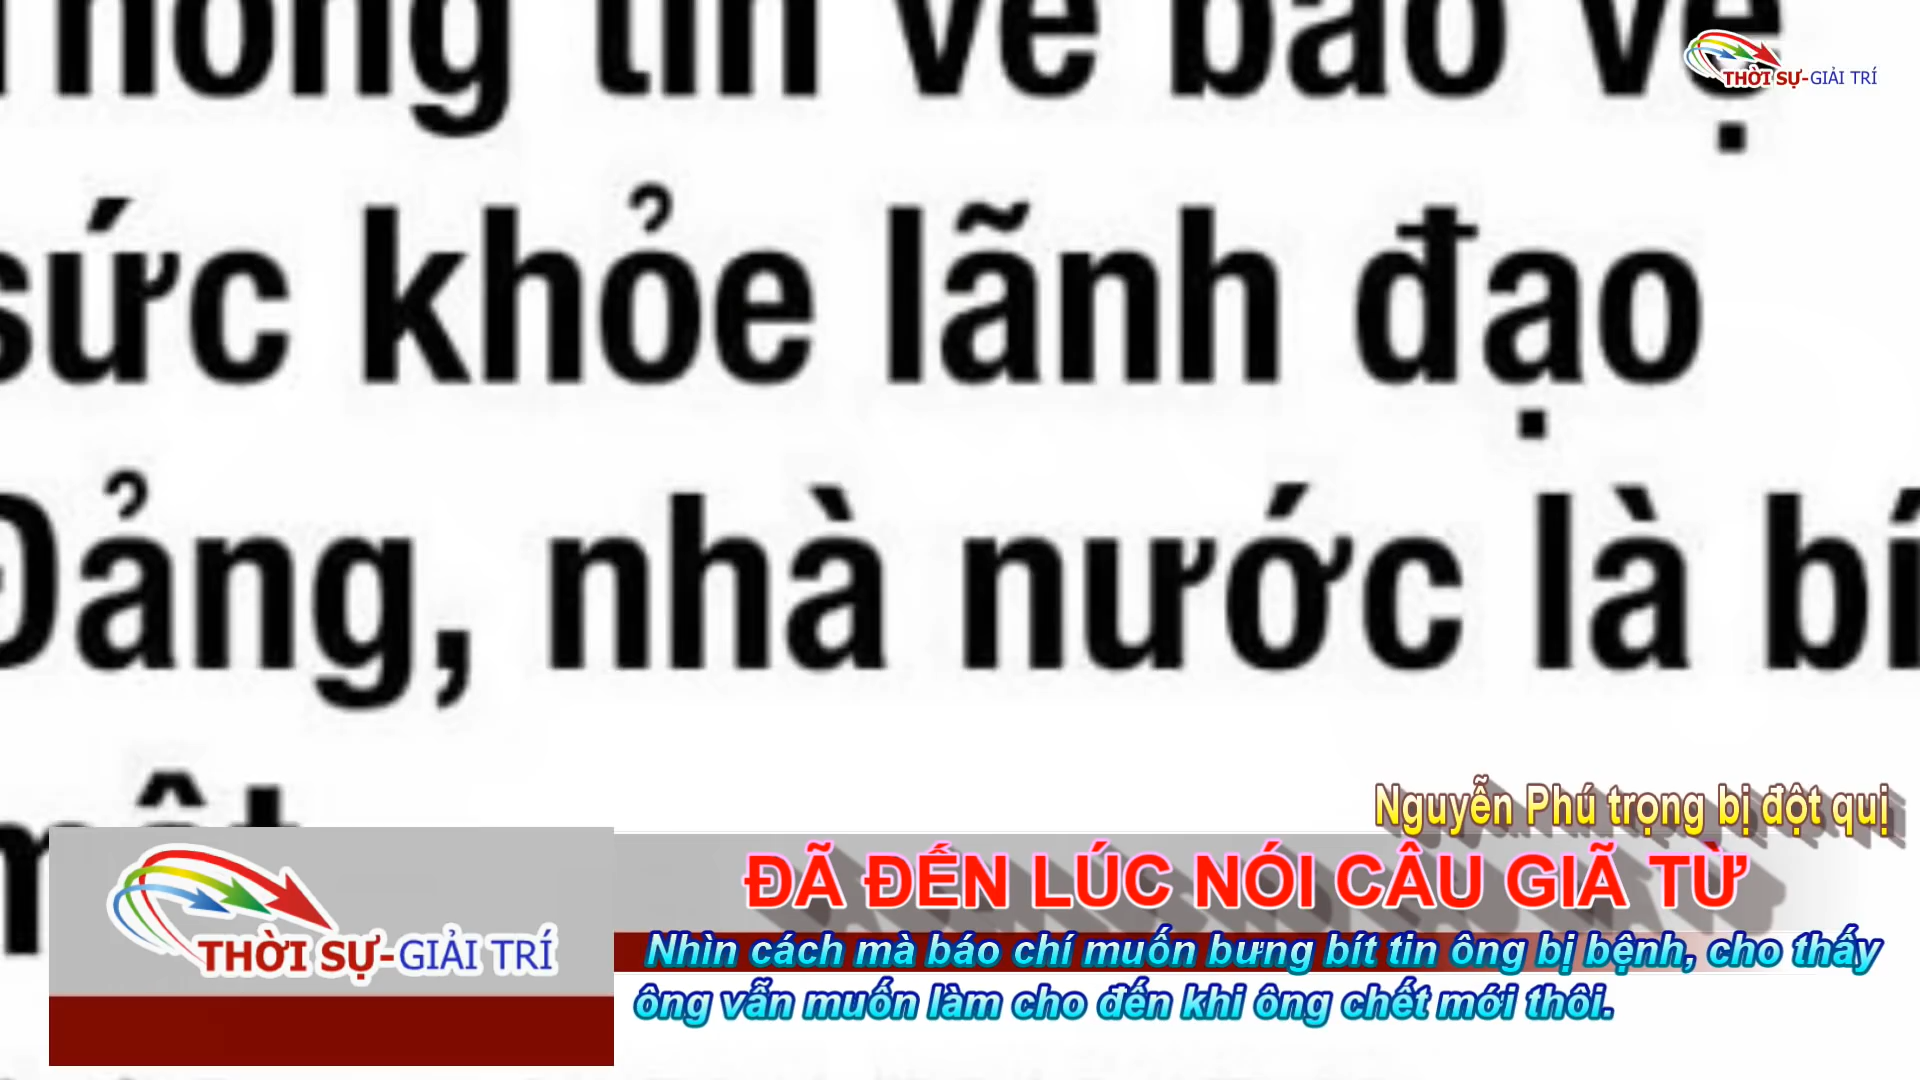 Thông tin về bảo vệ
THỜI SỰ-GIẢI TRÍ
sức khỏe lãnh đạo
Đảng, nhà nước là bí
mật
Nguyễn Phú trọng bị đột quị
ĐÃ ĐẾN LÚC NÓI CÂU GIÃ TỪ
THỜI SỰ-GIẢI TRÍ
Nhìn cách mà báo chí muốn bưng bít tin ông bị bệnh, cho thấy
ông vẫn muốn làm cho đến khi ông chết mới thôi.